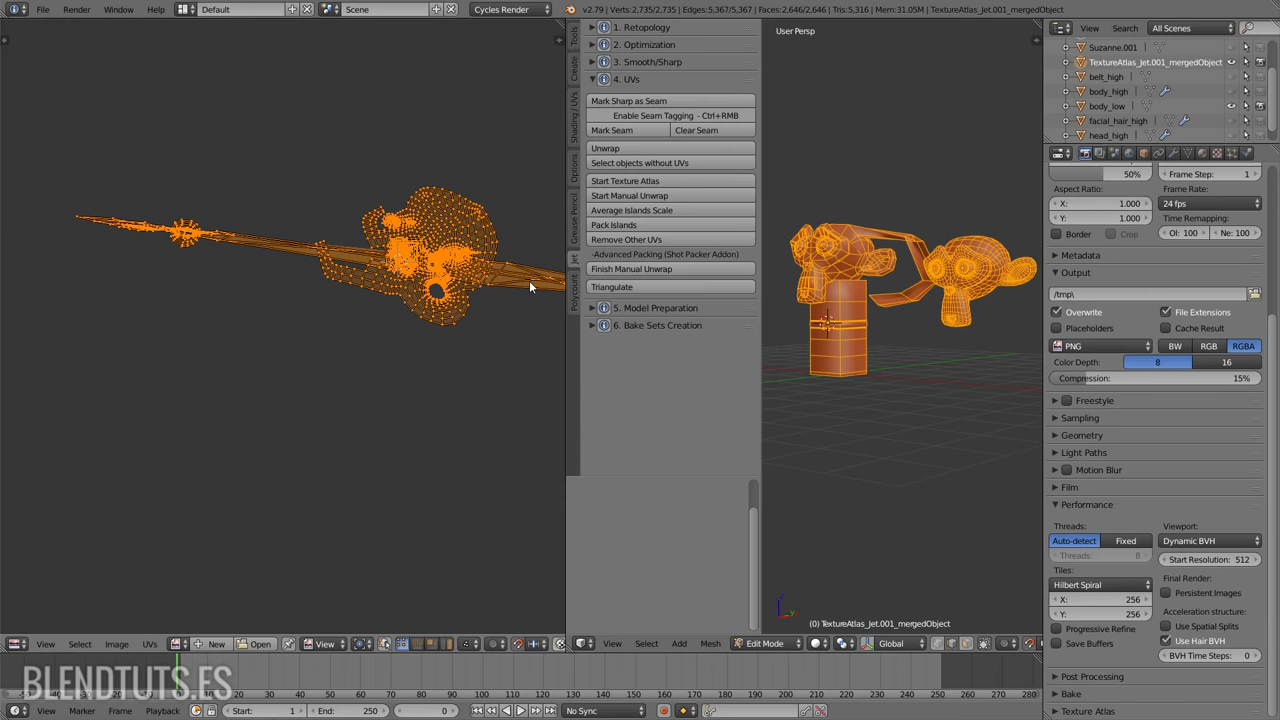 File Render Window Help Default Scene Cycles Render v2.79 | Verts:2,735/2,735 | Edges:5,367/5,367 | Faces:2,646/2,646 | Tris:5,316 | Mem:31.05M | TextureAtlas_Jet.001_mergedObject
Tools
Create
Shading / UVs
Options
Grease Pencil
Jet
Polycount
1. Retopology
2. Optimization
3. Smooth/Sharp
4. UVs
Mark Sharp as Seam
Enable Seam Tagging - Ctrl+RMB
Mark Seam Clear Seam
Unwrap
Select objects without UVs
Start Texture Atlas
Start Manual Unwrap
Average Islands Scale
Pack Islands
Remove Other UVs
-Advanced Packing (Shot Packer Addon)
Finish Manual Unwrap
Triangulate
5. Model Preparation
6. Bake Sets Creation
User Persp
(0) TextureAtlas_Jet.001_mergedObject
View Search All Scenes
Suzanne.001
TextureAtlas_Jet.001_mergedObject
belt_high
body_high
body_low
facial_hair_high
head_high
50% Frame Step: 1
Aspect Ratio: Frame Rate:
X: 1.000 24 fps
Y: 1.000 Time Remapping:
Border Crop Ol: 100 Ne: 100
Metadata
Output
/tmp\
Overwrite File Extensions
Placeholders Cache Result
PNG BW RGB RGBA
Color Depth: 8 16
Compression: 15%
Freestyle
Sampling
Geometry
Light Paths
Motion Blur
Film
Performance
Threads: Viewport:
Auto-detect Fixed Dynamic BVH
Threads: 8 Start Resolution: 512
Tiles: Final Render:
Hilbert Spiral Persistent Images
X: 256 Acceleration structure:
Y: 256 Use Spatial Splits
Progressive Refine Use Hair BVH
Save Buffers BVH Time Steps: 0
Post Processing
Bake
Texture Atlas
View Select Image UVs New Open View
View Select Add Mesh Edit Mode Global
BLENDTUTS.ES
-50 -30 -10 0 10 20 30 40 50 60 70 80 90 100 110 120 130 140 150 160 170 180 190 200 210 220 230 240 250 260 270 280
View Marker Frame Playback Start: 1 End: 250 0 No Sync